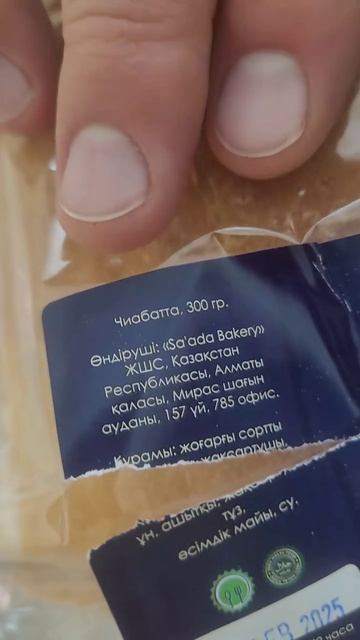 Чиабатта, 300 гр.
Өндіруші: «Sa'ada Bakery»
ЖШС, Қазақстан
Республикасы, Алматы
қаласы, Мирас шағын
ауданы, 157 үй, 785 офис.
Құрамы: жоғарғы сортты
ұн, ашытқы,
тұз,
өсімдік майы, су.
2025
часа